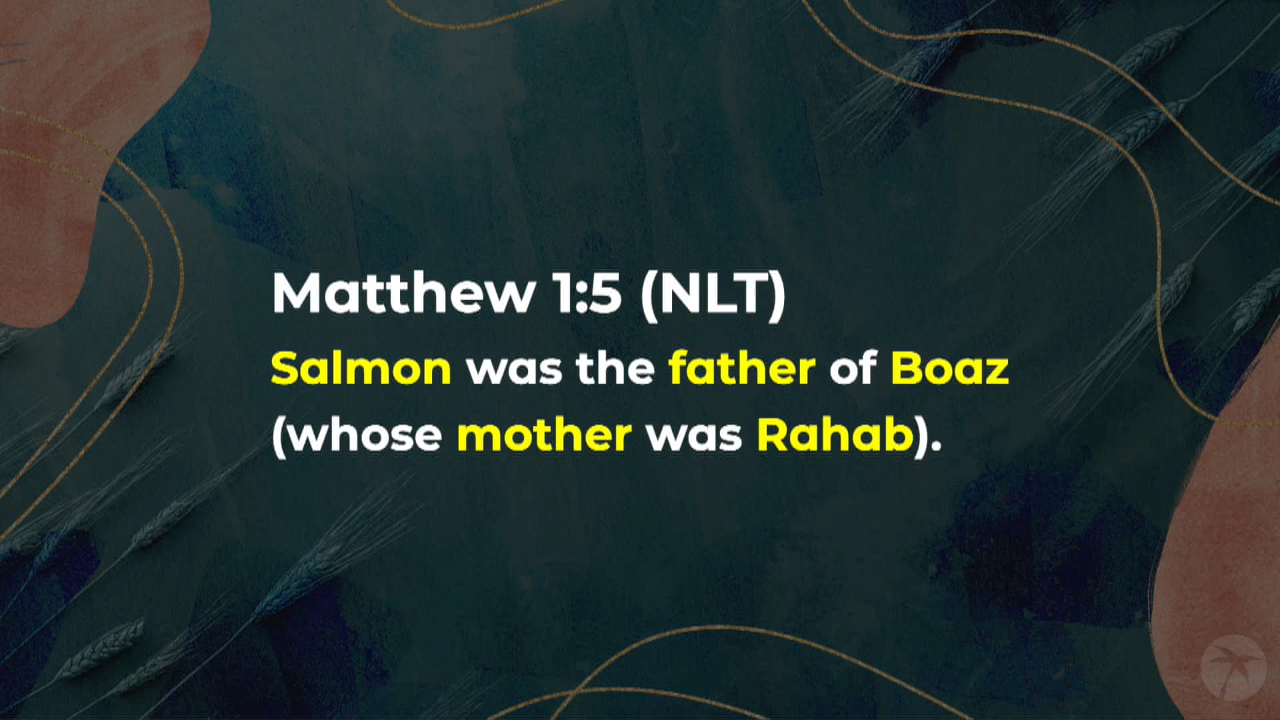 Matthew 1:5 (NLT)
Salmon was the father of Boaz
(whose mother was Rahab).